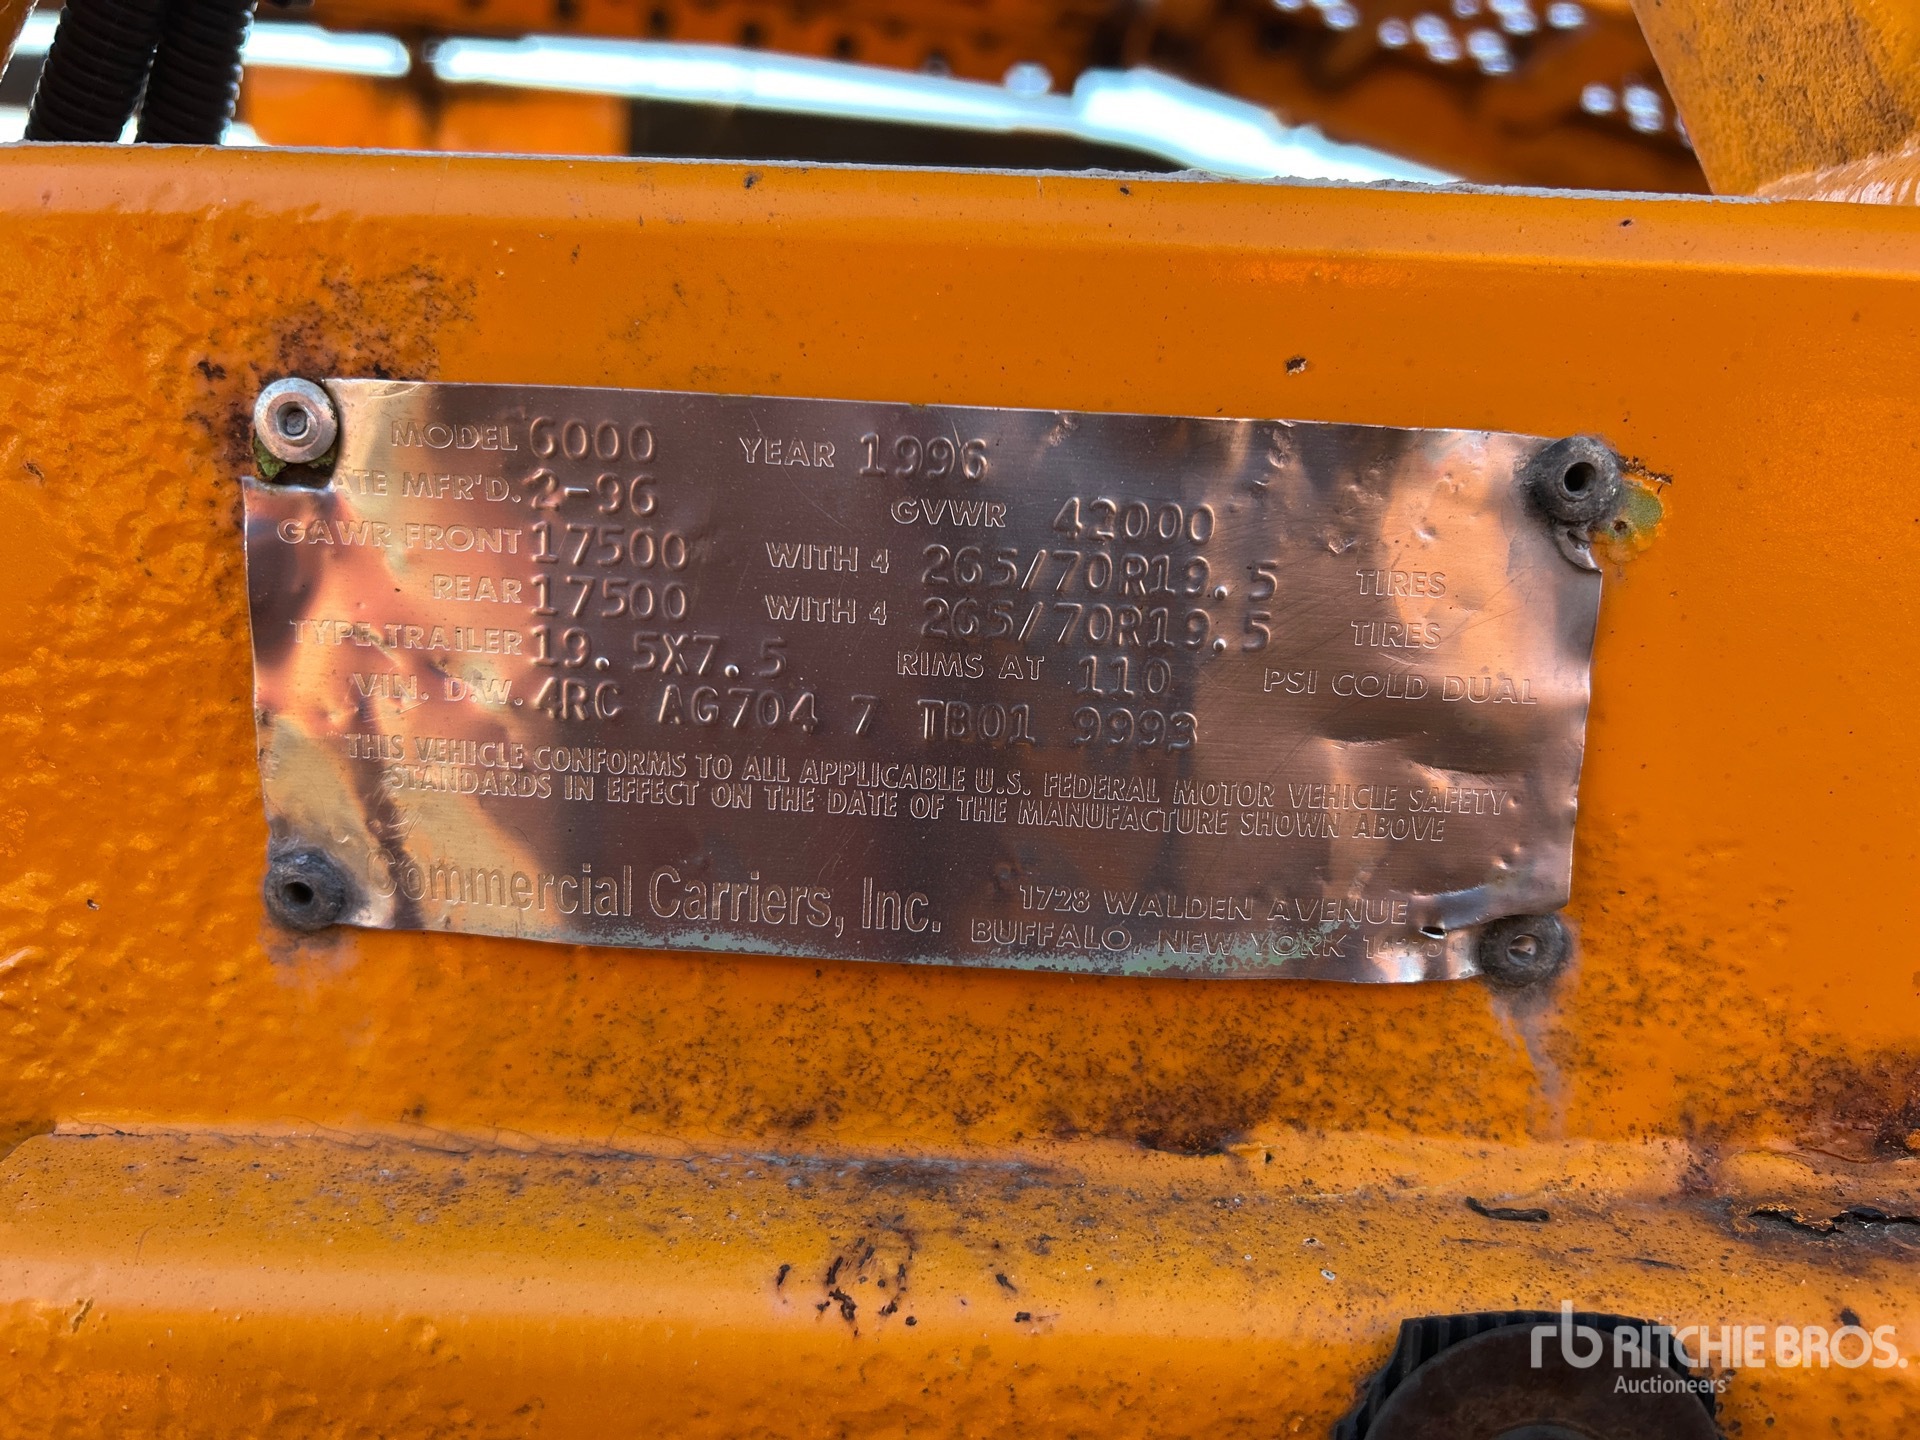 MODEL 6000 YEAR 1996
ATE MFR'D. 2-96 GVWR 42000
GAWR FRONT 17500 WITH 4 265/70R19.5 TIRES
REAR 17500 WITH 4 265/70R19.5 TIRES
TYPE TRAILER 19.5X7.5 RIMS AT 110 PSI COLD DUAL
VIN. D.W. 4RC AG704 7 TB01 9993
THIS VEHICLE CONFORMS TO ALL APPLICABLE U.S. FEDERAL MOTOR VEHICLE SAFETY
STANDARDS IN EFFECT ON THE DATE OF THE MANUFACTURE SHOWN ABOVE
Commercial Carriers, Inc. 1728 WALDEN AVENUE
BUFFALO, NEW YORK
rb RITCHIE BROS.
Auctioneers